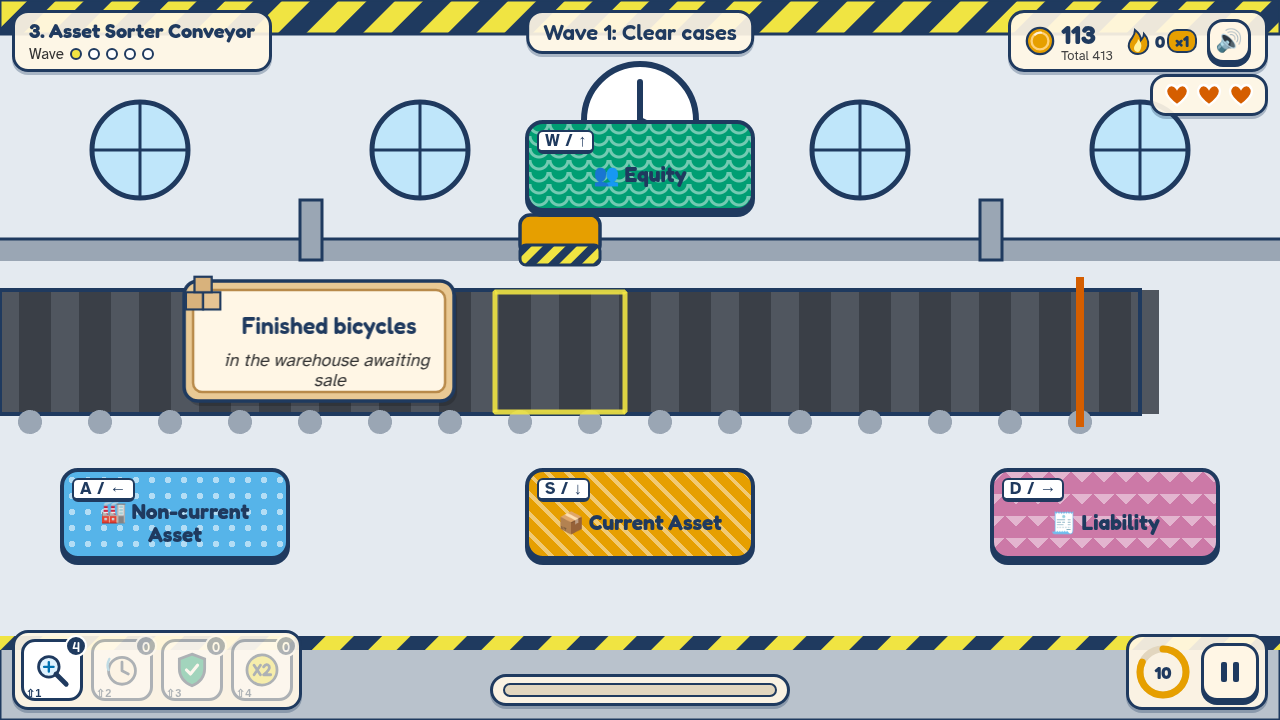 3. Asset Sorter Conveyor
Wave
Wave 1: Clear cases
113
Total 413
0
x1
W / ↑
Equity
Finished bicycles
in the warehouse awaiting
sale
A / ←
Non-current
Asset
S / ↓
Current Asset
D / →
Liability
4
⇧1
0
⇧2
0
⇧3
X2
0
⇧4
10